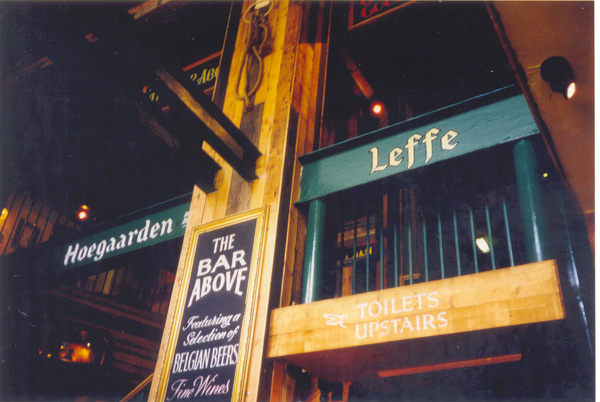 Leffe
Hoegaarden
THE
BAR
ABOVE
Featuring a
Selection of
BELGIAN BEERS
Fine Wines
TOILETS
UPSTAIRS